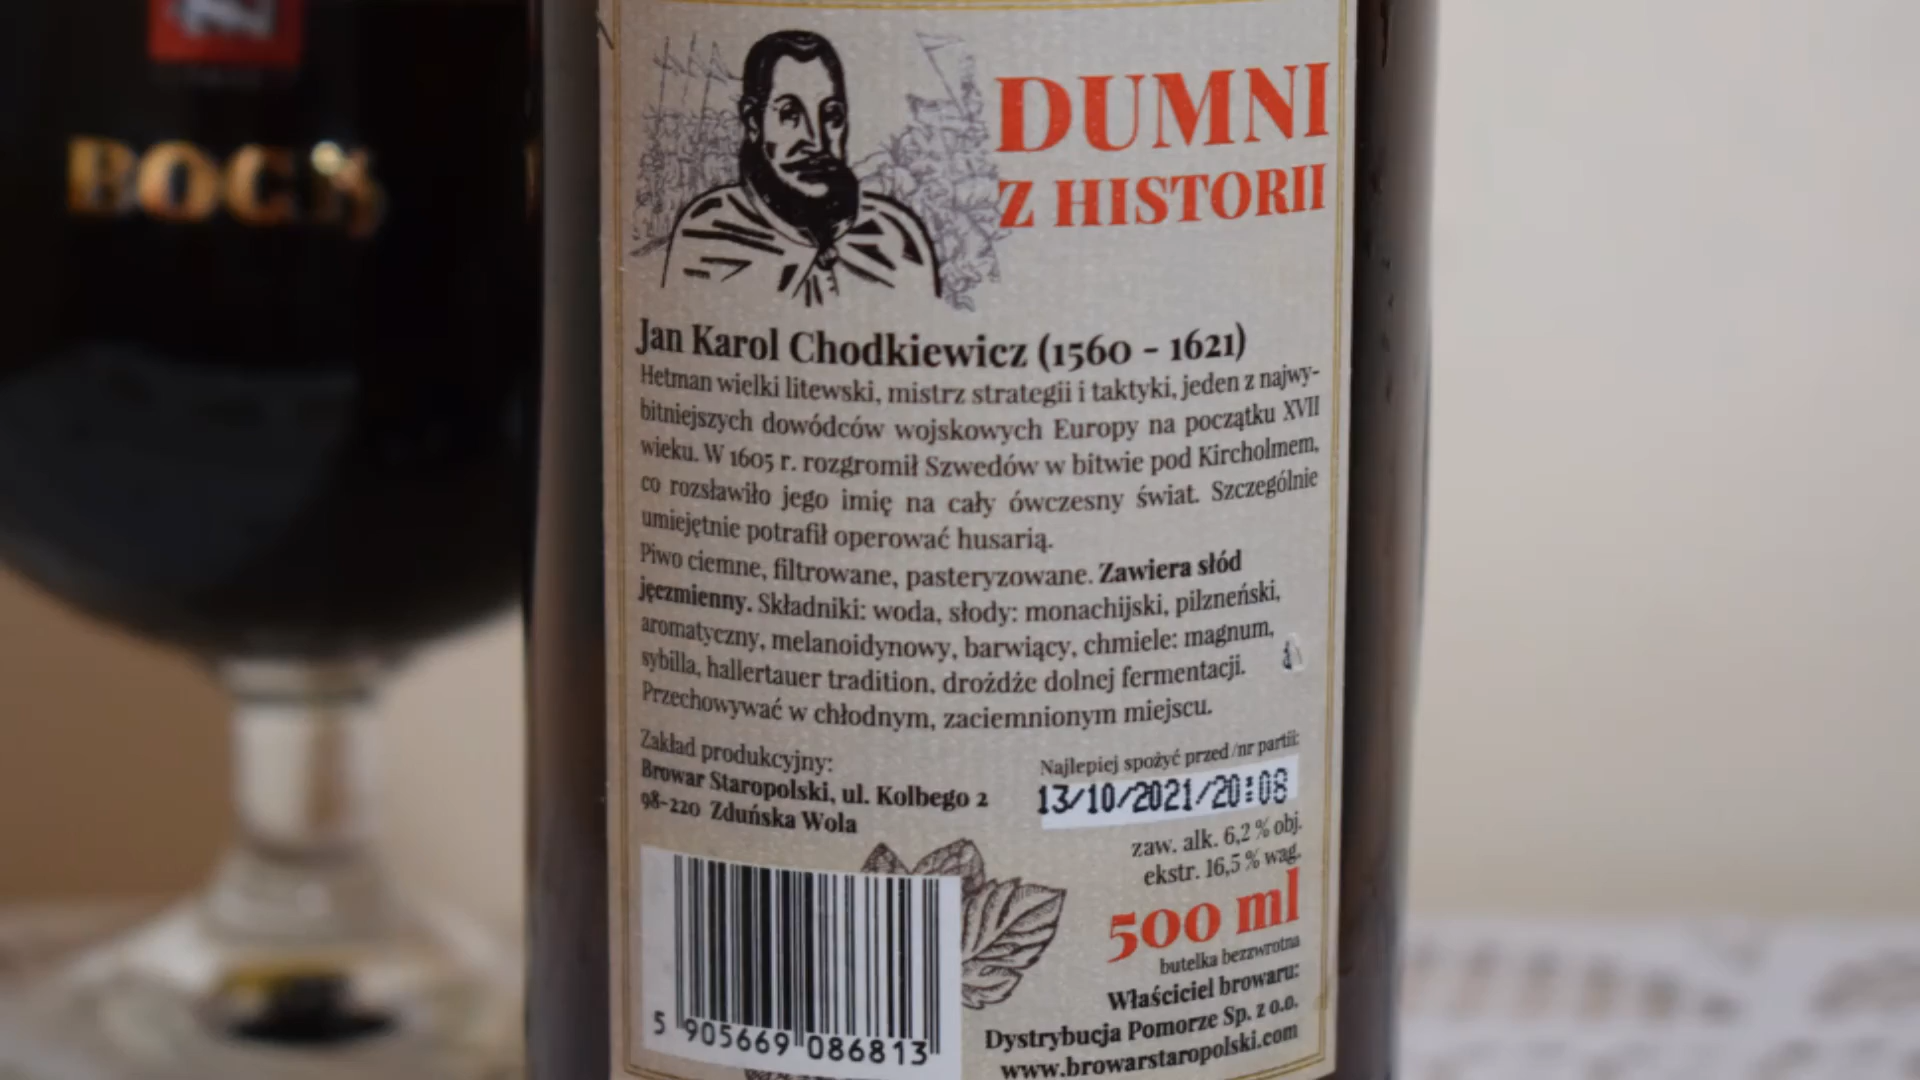 DUMNI
Z HISTORII
Jan Karol Chodkiewicz (1560 - 1621)
Hetman wielki litewski, mistrz strategii i taktyki, jeden z najwy-
bitniejszych dowódców wojskowych Europy na początku XVII
wieku. W 1605 r. rozgromił Szwedów w bitwie pod Kircholmem,
co rozsławiło jego imię na cały ówczesny świat. Szczególnie
umiejętnie potrafił operować husarią.
Piwo ciemne, filtrowane, pasteryzowane. Zawiera słód
jęczmienny. Składniki: woda, słody: monachijski, pilzneński,
aromatyczny, melanoidynowy, barwiący, chmiele: magnum,
sybilla, hallertauer tradition, drożdże dolnej fermentacji.
Przechowywać w chłodnym, zaciemnionym miejscu.
Zakład produkcyjny:
Browar Staropolski, ul. Kolbego 2
98-220 Zduńska Wola
Najlepiej spożyć przed/nr partii:
13/10/2021/20:08
zaw. alk. 6,2 % obj.
ekstr. 16,5 % wag.
500 ml
butelka bezzwrotna
Właściciel browaru:
Dystrybucja Pomorze Sp. z o.o.
www.browarstaropolski.com
5 905669 086813